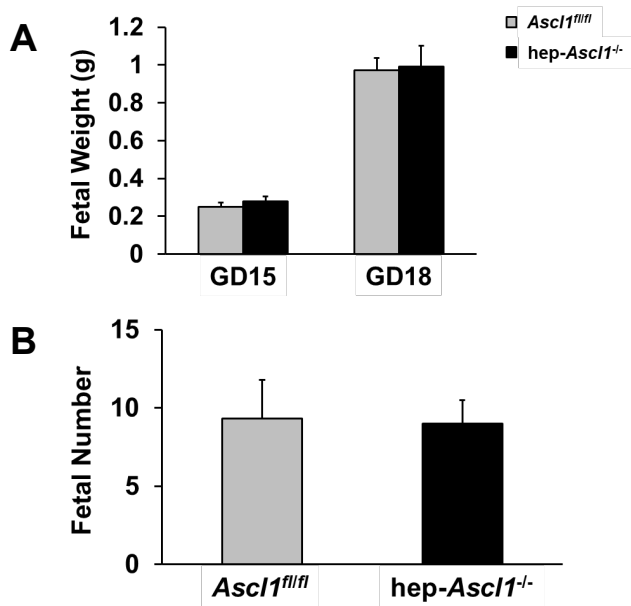 A
Fetal Weight (g)
1.2
1
0.8
0.6
0.4
0.2
0
GD15
GD18
Ascl1fl/fl
hep-Ascl1-/-
B
Fetal Number
15
10
5
0
Ascl1fl/fl
hep-Ascl1-/-